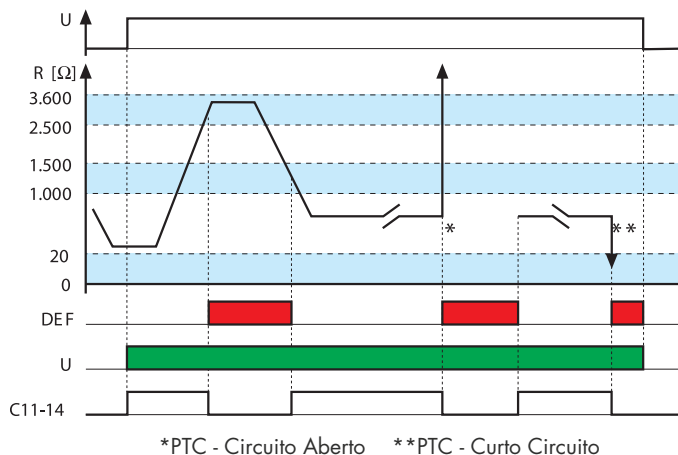 U
R [Ω]
3.600
2.500
1.500
1.000
*
**
20
0
DEF
U
C11-14
*PTC - Circuito Aberto **PTC - Curto Circuito